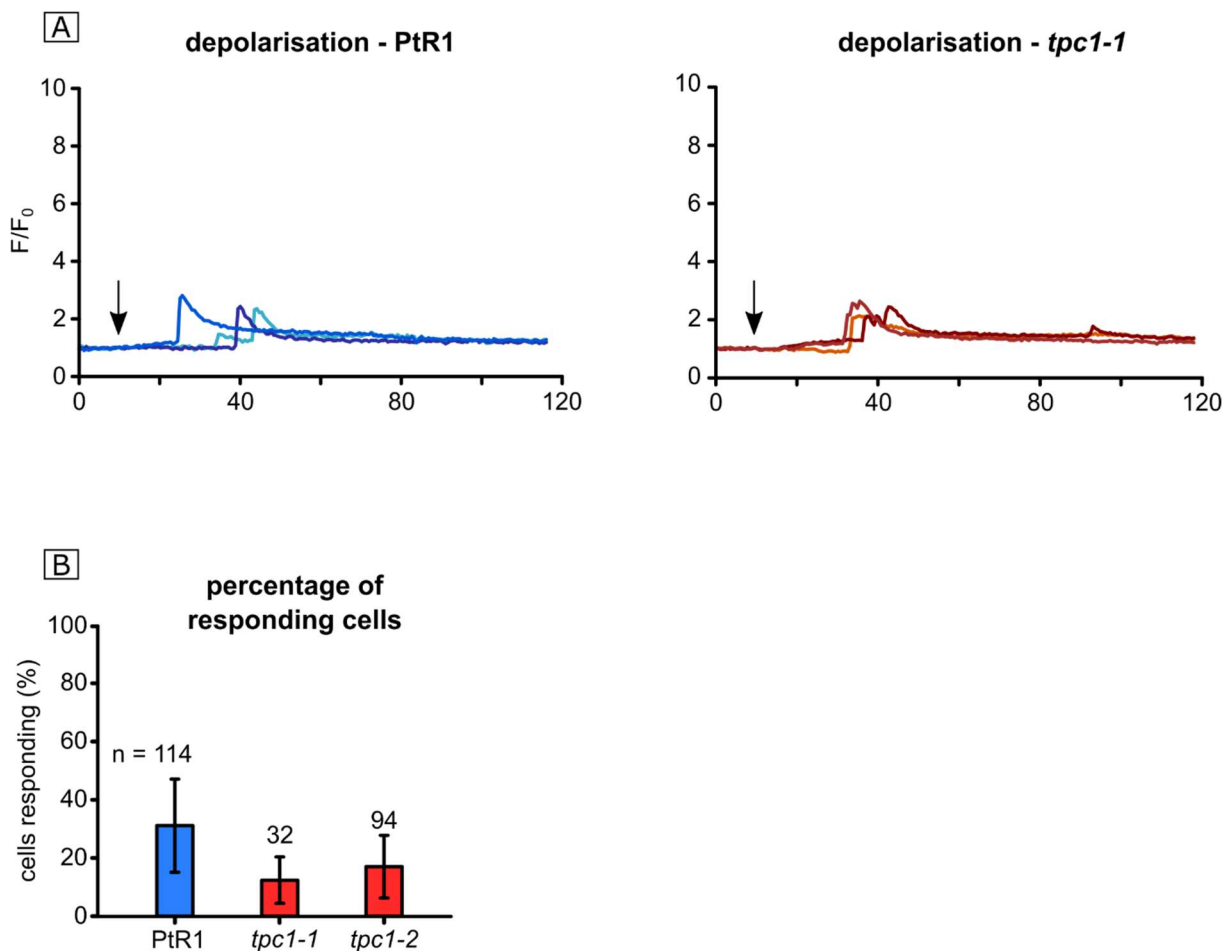 A
depolarisation - PtR1
depolarisation - tpc1-1
F/F0
10
8
6
4
2
0
0
40
80
120
10
8
6
4
2
0
0
40
80
120
B
percentage of
responding cells
cells responding (%)
100
80
60
40
20
0
n = 114
32
94
PtR1
tpc1-1
tpc1-2